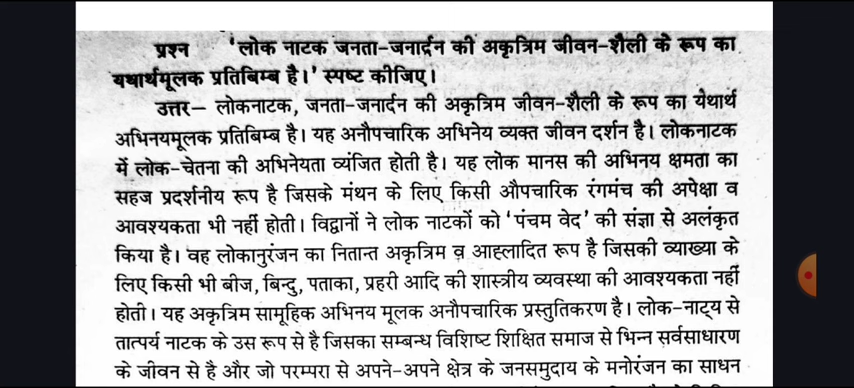 प्रश्न 'लोक नाटक जनता-जनार्दन की अकृत्रिम जीवन-शैली के रूप का
यथार्थमूलक प्रतिबिम्ब है।' स्पष्ट कीजिए।
उत्तर— लोकनाटक, जनता-जनार्दन की अकृत्रिम जीवन-शैली के रूप का येथार्थ
अभिनयमूलक प्रतिबिम्ब है। यह अनौपचारिक अभिनेय व्यक्त जीवन दर्शन है। लोकनाटक
में लोक-चेतना की अभिनेयता व्यंजित होती है। यह लोक मानस की अभिनय क्षमता का
सहज प्रदर्शनीय रूप है जिसके मंथन के लिए किसी औपचारिक रंगमंच की अपेक्षा व
आवश्यकता भी नहीं होती। विद्वानों ने लोक नाटकों को 'पंचम वेद' की संज्ञा से अलंकृत
किया है। वह लोकानुरंजन का नितान्त अकृत्रिम व आह्लादित रूप है जिसकी व्याख्या के
लिए किसी भी बीज, बिन्दु, पताका, प्रहरी आदि की शास्त्रीय व्यवस्था की आवश्यकता नहीं
होती। यह अकृत्रिम सामूहिक अभिनय मूलक अनौपचारिक प्रस्तुतिकरण है। लोक-नाट्य से
तात्पर्य नाटक के उस रूप से है जिसका सम्बन्ध विशिष्ट शिक्षित समाज से भिन्न सर्वसाधारण
के जीवन से है और जो परम्परा से अपने-अपने क्षेत्र के जनसमुदाय के मनोरंजन का साधन